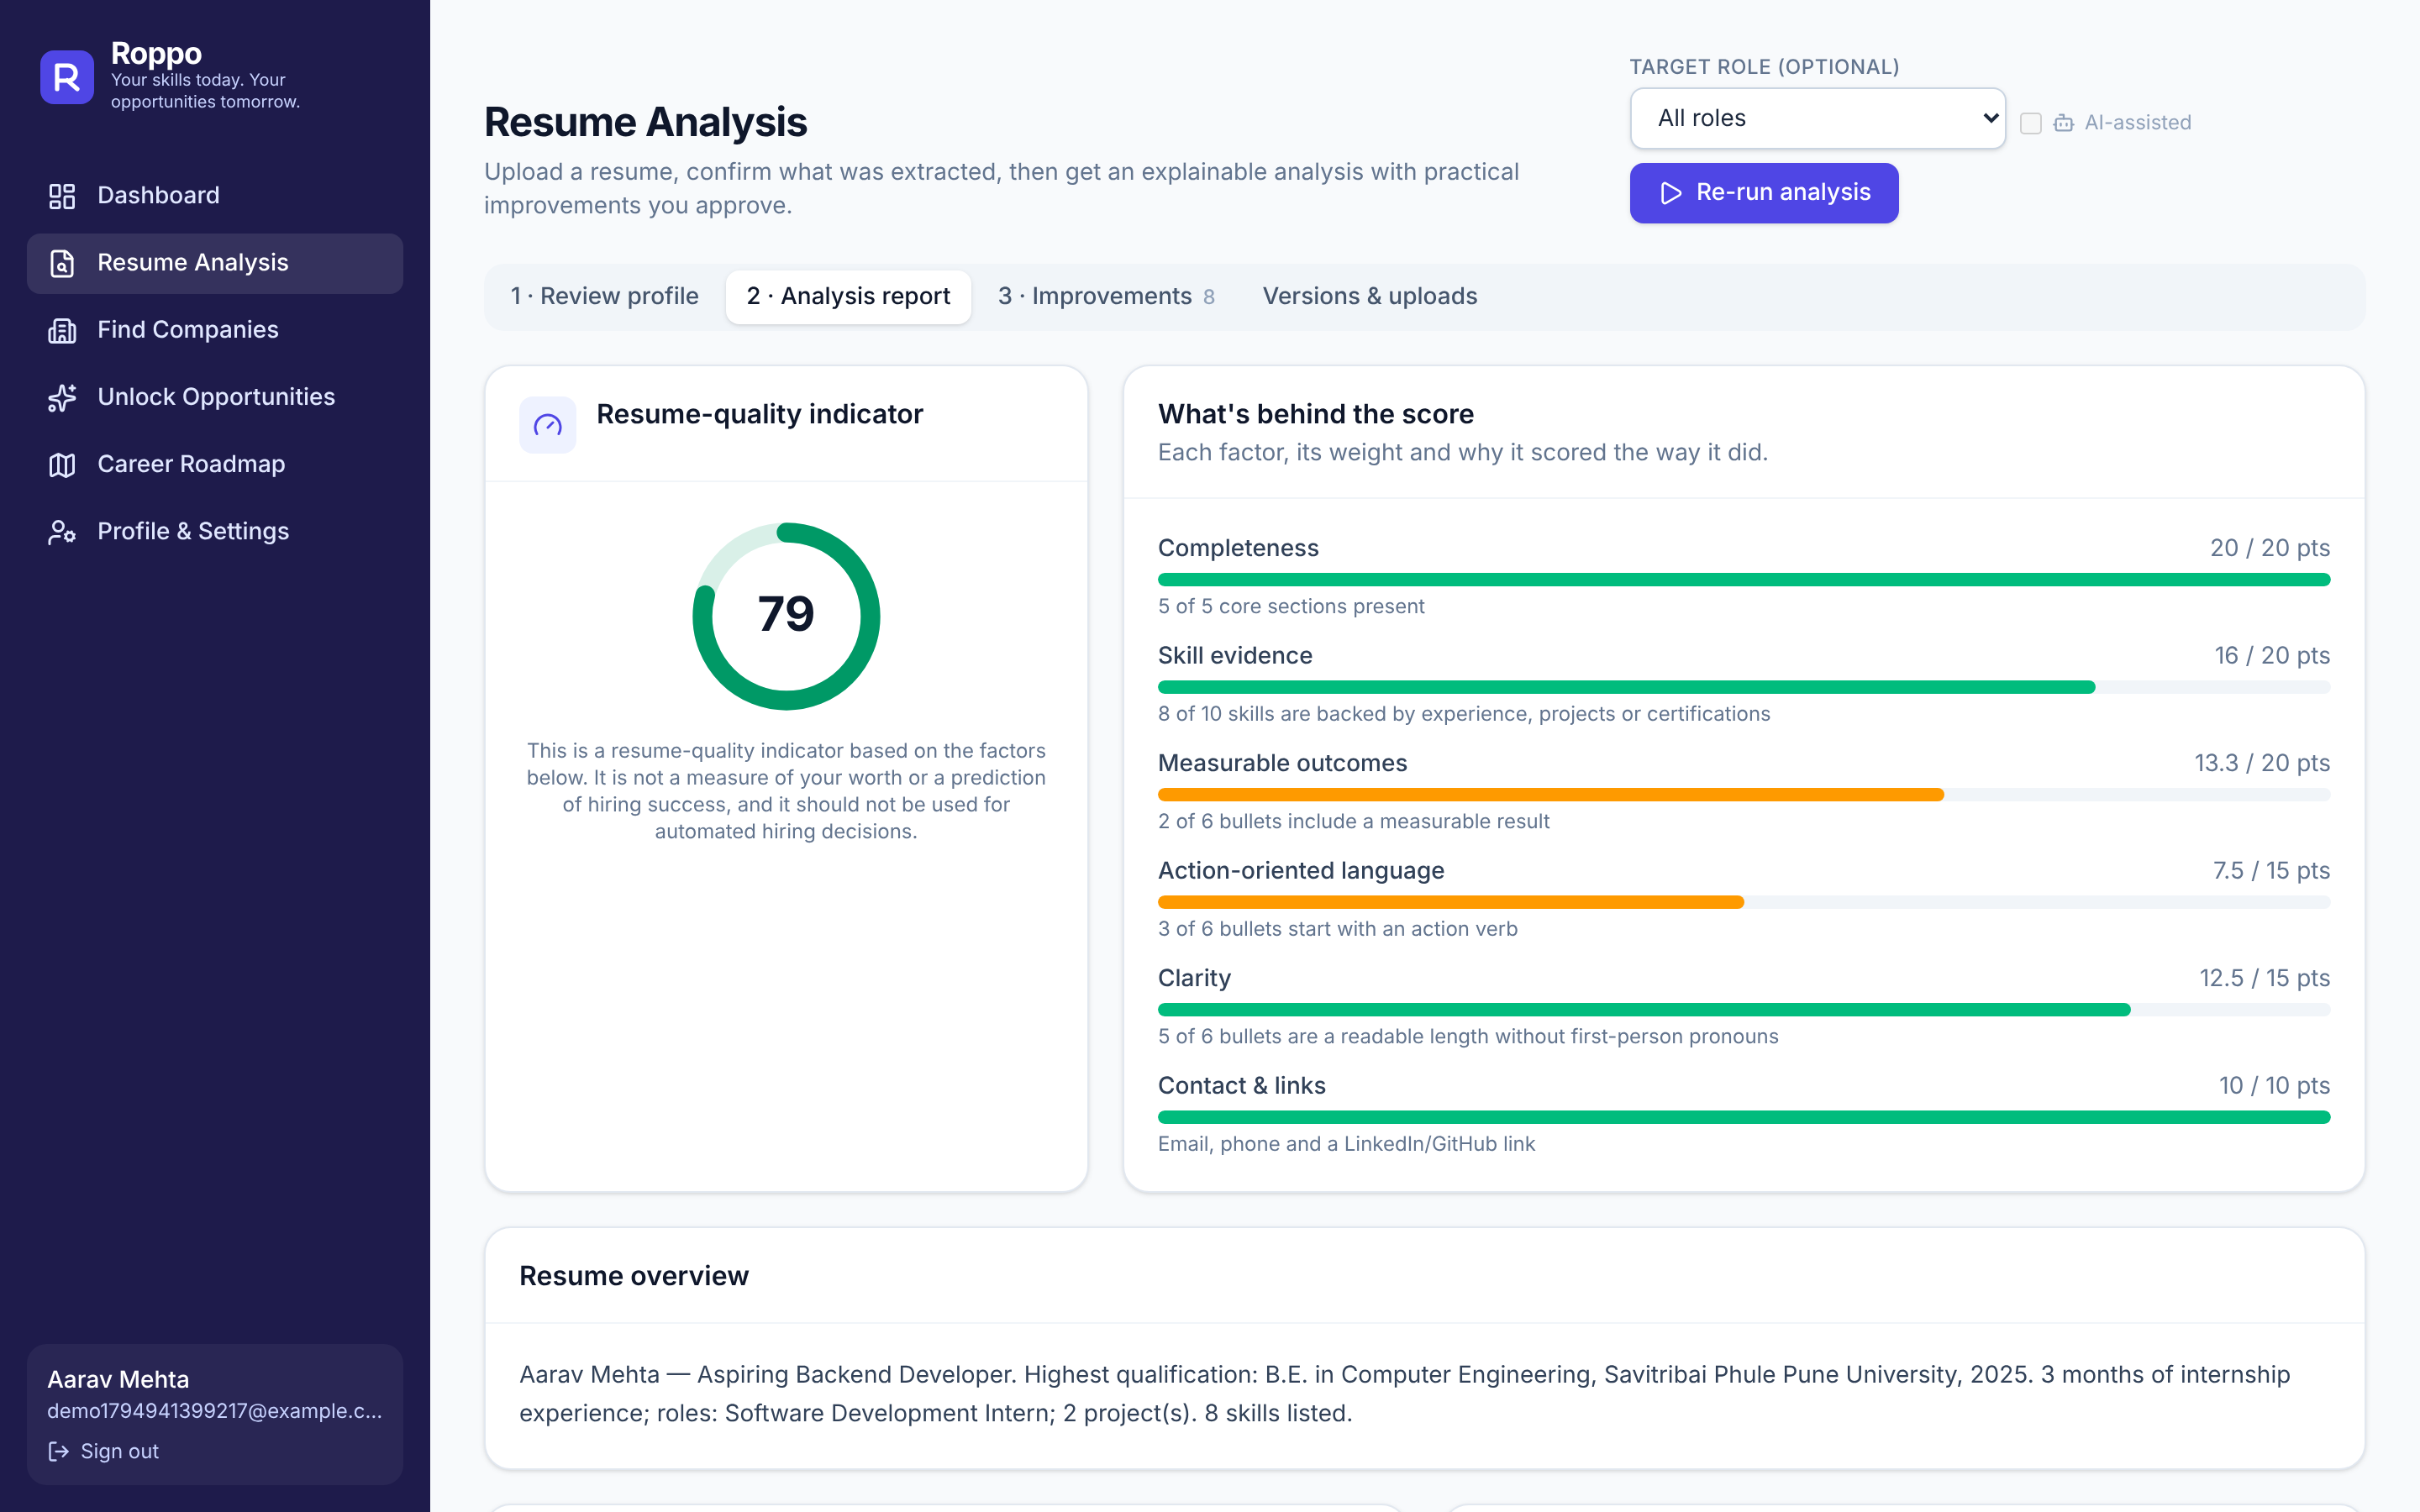 Roppo
Your skills today. Your
opportunities tomorrow.
Dashboard
Resume Analysis
Find Companies
Unlock Opportunities
Career Roadmap
Profile & Settings
Aarav Mehta
demo1794941399217@example.c...
Sign out
Resume Analysis
Upload a resume, confirm what was extracted, then get an explainable analysis with practical
improvements you approve.
TARGET ROLE (OPTIONAL)
All roles
AI-assisted
Re-run analysis
1 · Review profile
2 · Analysis report
3 · Improvements 8
Versions & uploads
Resume-quality indicator
79
This is a resume-quality indicator based on the factors
below. It is not a measure of your worth or a prediction
of hiring success, and it should not be used for
automated hiring decisions.
What's behind the score
Each factor, its weight and why it scored the way it did.
Completeness 20 / 20 pts
5 of 5 core sections present
Skill evidence 16 / 20 pts
8 of 10 skills are backed by experience, projects or certifications
Measurable outcomes 13.3 / 20 pts
2 of 6 bullets include a measurable result
Action-oriented language 7.5 / 15 pts
3 of 6 bullets start with an action verb
Clarity 12.5 / 15 pts
5 of 6 bullets are a readable length without first-person pronouns
Contact & links 10 / 10 pts
Email, phone and a LinkedIn/GitHub link
Resume overview
Aarav Mehta — Aspiring Backend Developer. Highest qualification: B.E. in Computer Engineering, Savitribai Phule Pune University, 2025. 3 months of internship
experience; roles: Software Development Intern; 2 project(s). 8 skills listed.